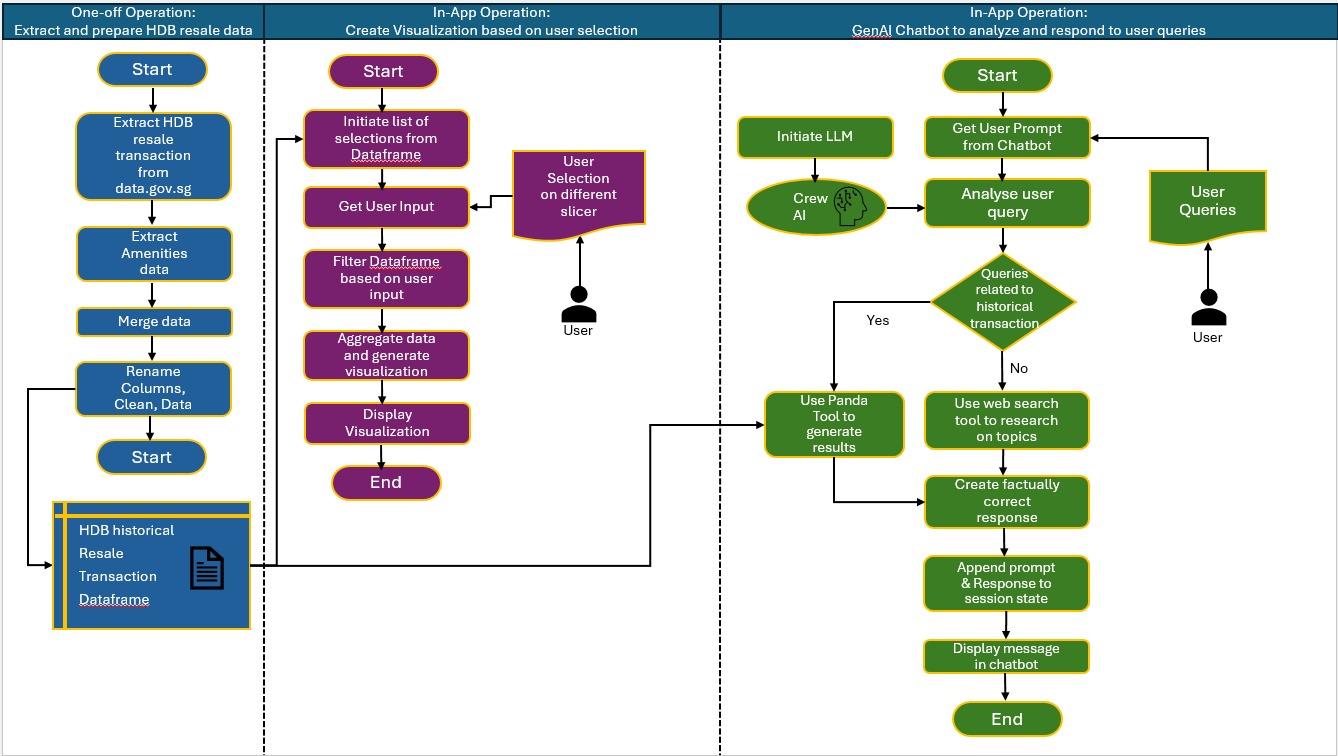 One-off Operation:
Extract and prepare HDB resale data
Start
Extract HDB
resale
transaction
from
data.gov.sg
Extract
Amenities
data
Merge data
Rename
Columns,
Clean, Data
Start
HDB historical
Resale
Transaction
Dataframe
In-App Operation:
Create Visualization based on user selection
Start
Initiate list of
selections from
Dataframe
Get User Input
Filter Dataframe
based on user
input
Aggregate data
and generate
visualization
Display
Visualization
End
User
Selection
on different
slicer
User
In-App Operation:
GenAI Chatbot to analyze and respond to user queries
Start
Initiate LLM
Get User Prompt
from Chatbot
Crew
AI
Analyse user
query
User
Queries
User
Queries
related to
historical
transaction
Yes
No
Use Panda
Tool to
generate
results
Use web search
tool to research
on topics
Create factually
correct
response
Append prompt
& Response to
session state
Display message
in chatbot
End